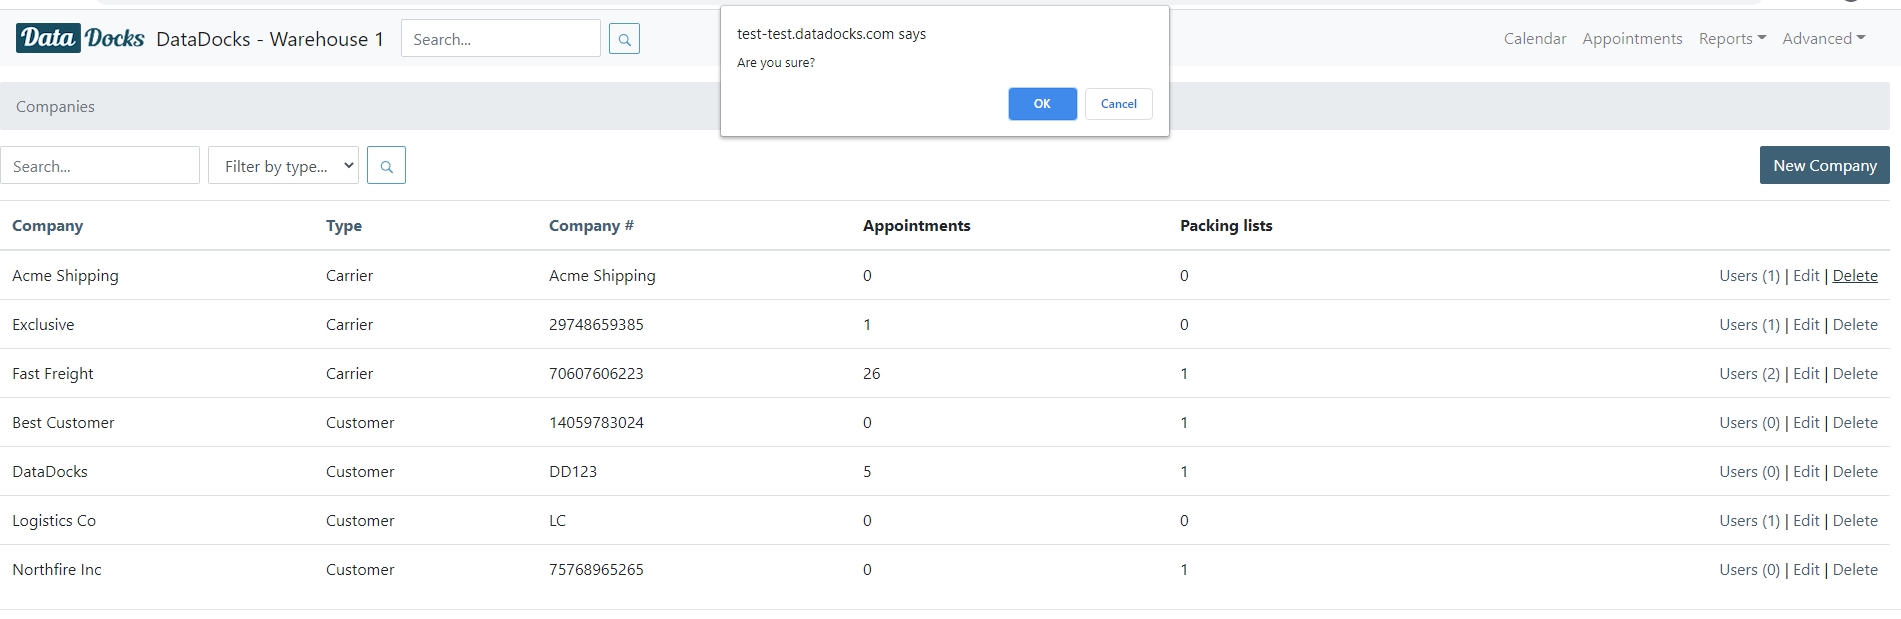 Data Docks DataDocks - Warehouse 1 Search... Calendar Appointments Reports Advanced
test-test.datadocks.com says
Are you sure?
OK Cancel
Companies
Search... Filter by type... New Company
Company Type Company # Appointments Packing lists
Acme Shipping Carrier Acme Shipping 0 0 Users (1) | Edit | Delete
Exclusive Carrier 29748659385 1 0 Users (1) | Edit | Delete
Fast Freight Carrier 70607606223 26 1 Users (2) | Edit | Delete
Best Customer Customer 14059783024 0 1 Users (0) | Edit | Delete
DataDocks Customer DD123 5 1 Users (0) | Edit | Delete
Logistics Co Customer LC 0 0 Users (1) | Edit | Delete
Northfire Inc Customer 75768965265 0 1 Users (0) | Edit | Delete